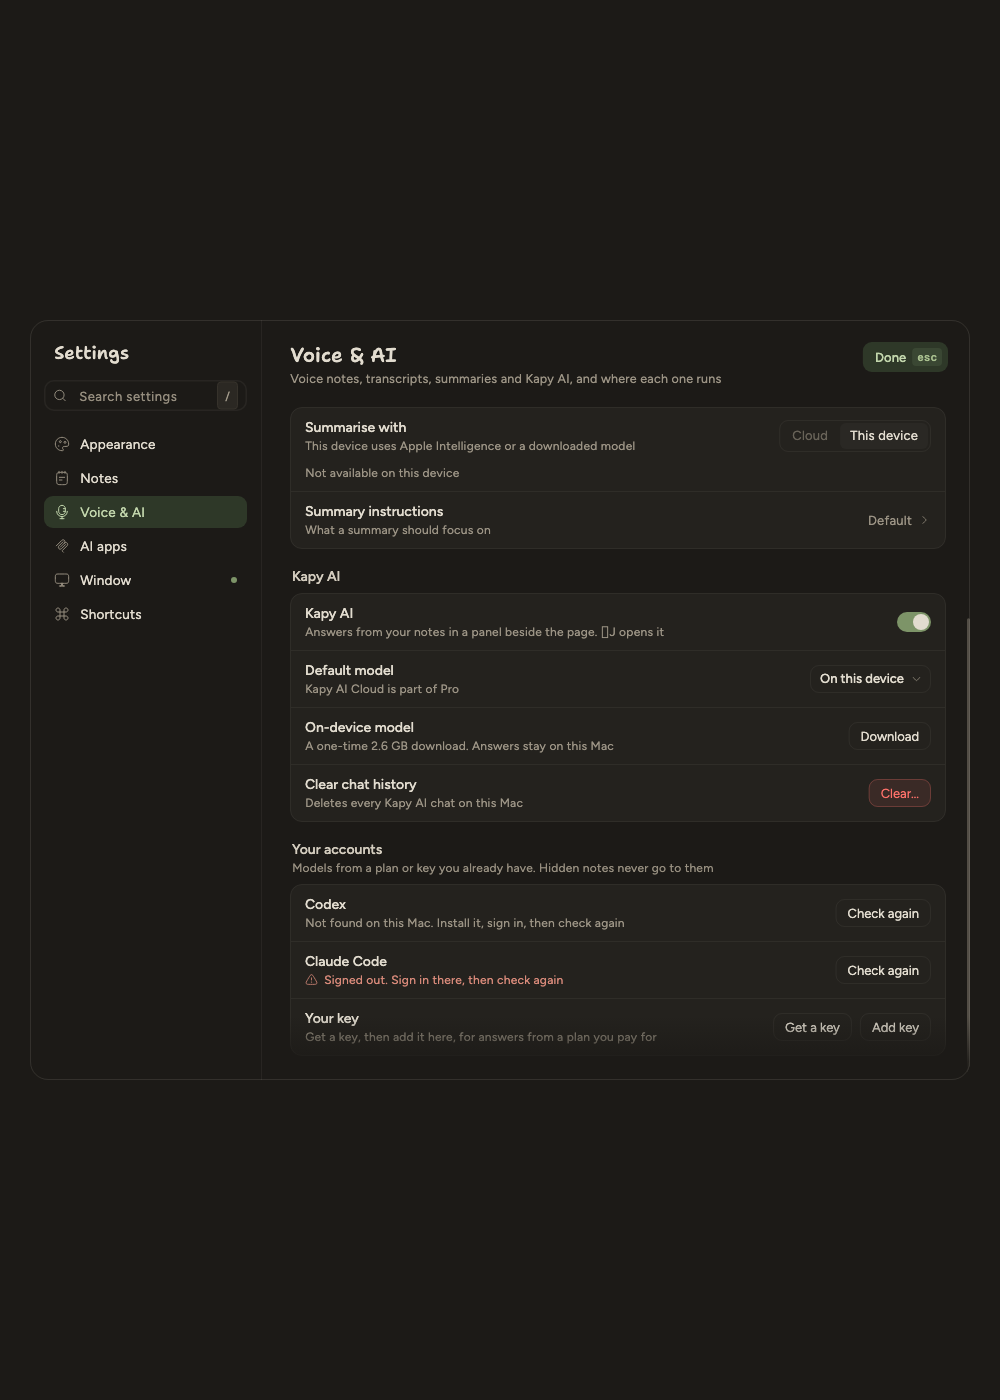 Settings
Search settings /
Appearance
Notes
Voice & AI
AI apps
Window
Shortcuts
Voice & AI
Voice notes, transcripts, summaries and Kapy AI, and where each one runs
Done esc
Summarise with
This device uses Apple Intelligence or a downloaded model
Cloud This device
Not available on this device
Summary instructions
What a summary should focus on
Default
Kapy AI
Kapy AI
Answers from your notes in a panel beside the page. ▯J opens it
Default model
Kapy AI Cloud is part of Pro
On this device
On-device model
A one-time 2.6 GB download. Answers stay on this Mac
Download
Clear chat history
Deletes every Kapy AI chat on this Mac
Clear...
Your accounts
Models from a plan or key you already have. Hidden notes never go to them
Codex
Not found on this Mac. Install it, sign in, then check again
Check again
Claude Code
Signed out. Sign in there, then check again
Check again
Your key
Get a key, then add it here, for answers from a plan you pay for
Get a key Add key